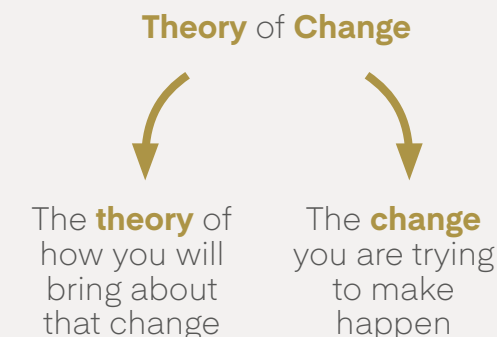 Theory of Change
The theory of
how you will
bring about
that change
The change
you are trying
to make
happen